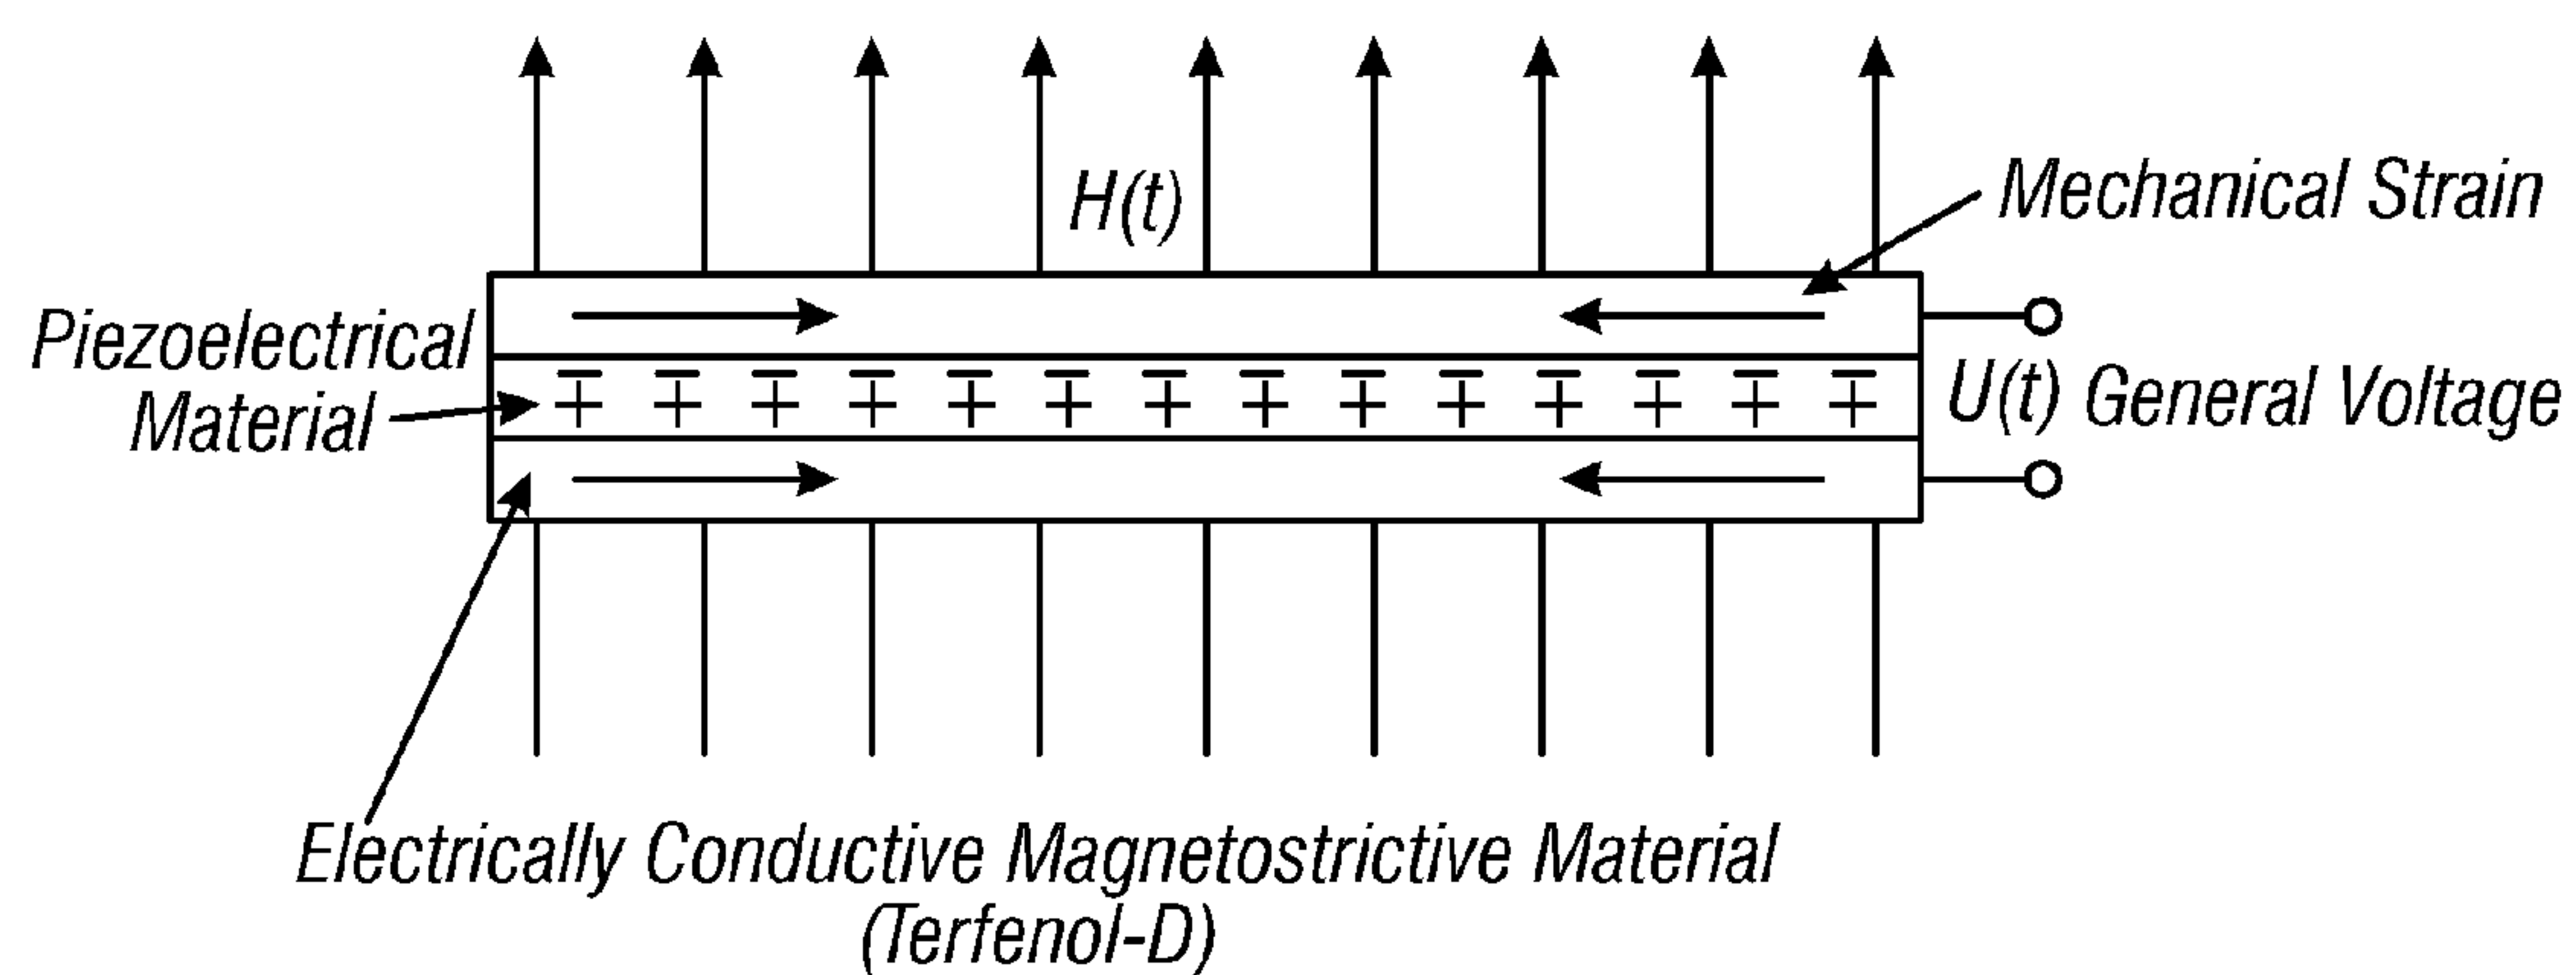 H(t)
Mechanical Strain
Piezoelectrical
Material
− − − − − − − − − − − − − −
+ + + + + + + + + + + + + +
U(t) General Voltage
Electrically Conductive Magnetostrictive Material
(Terfenol-D)